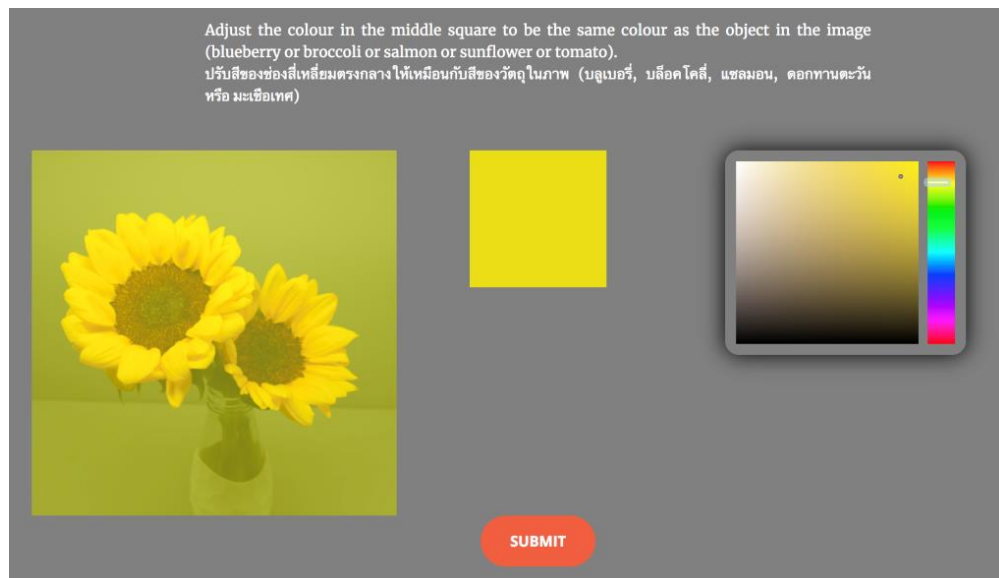 Adjust the colour in the middle square to be the same colour as the object in the image
(blueberry or broccoli or salmon or sunflower or tomato).
ปรับสีของช่องสี่เหลี่ยมตรงกลางให้เหมือนกับสีของวัตถุในภาพ (บลูเบอรี่, บล็อคโคลี่, แซลมอน, ดอกทานตะวัน
หรือ มะเขือเทศ)
SUBMIT